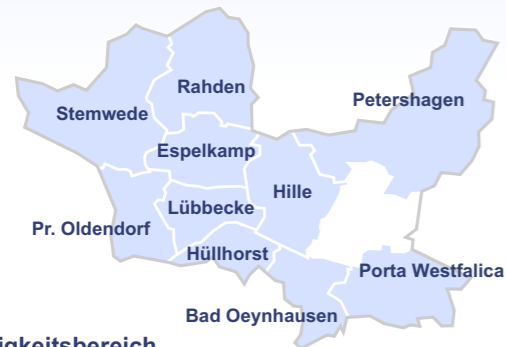 Rahden
Petershagen
Stemwede
Espelkamp
Hille
Lübbecke
Pr. Oldendorf
Hüllhorst
Porta Westfalica
Bad Oeynhausen